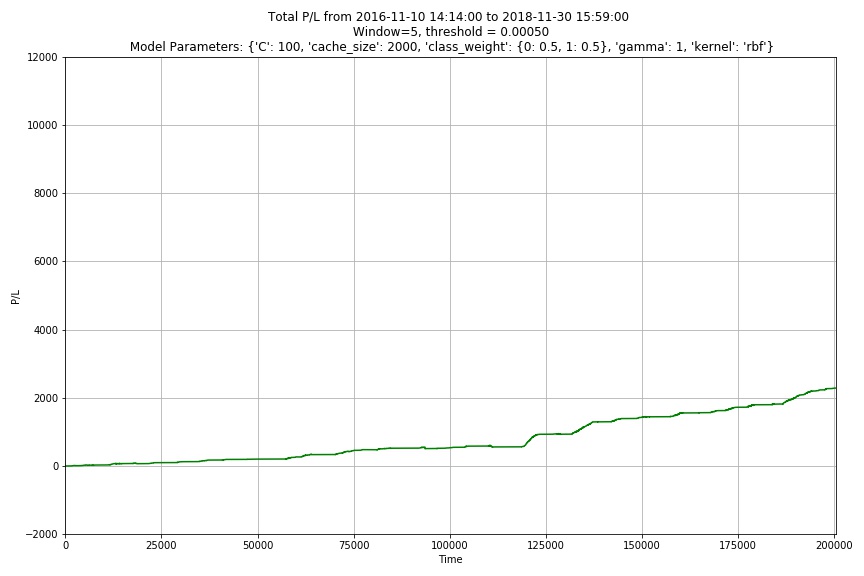 Total P/L from 2016-11-10 14:14:00 to 2018-11-30 15:59:00
Window=5, threshold = 0.00050
Model Parameters: {'C': 100, 'cache_size': 2000, 'class_weight': {0: 0.5, 1: 0.5}, 'gamma': 1, 'kernel': 'rbf'}
12000
10000
8000
6000
P/L
4000
2000
0
−2000
0 25000 50000 75000 100000 125000 150000 175000 200000
Time